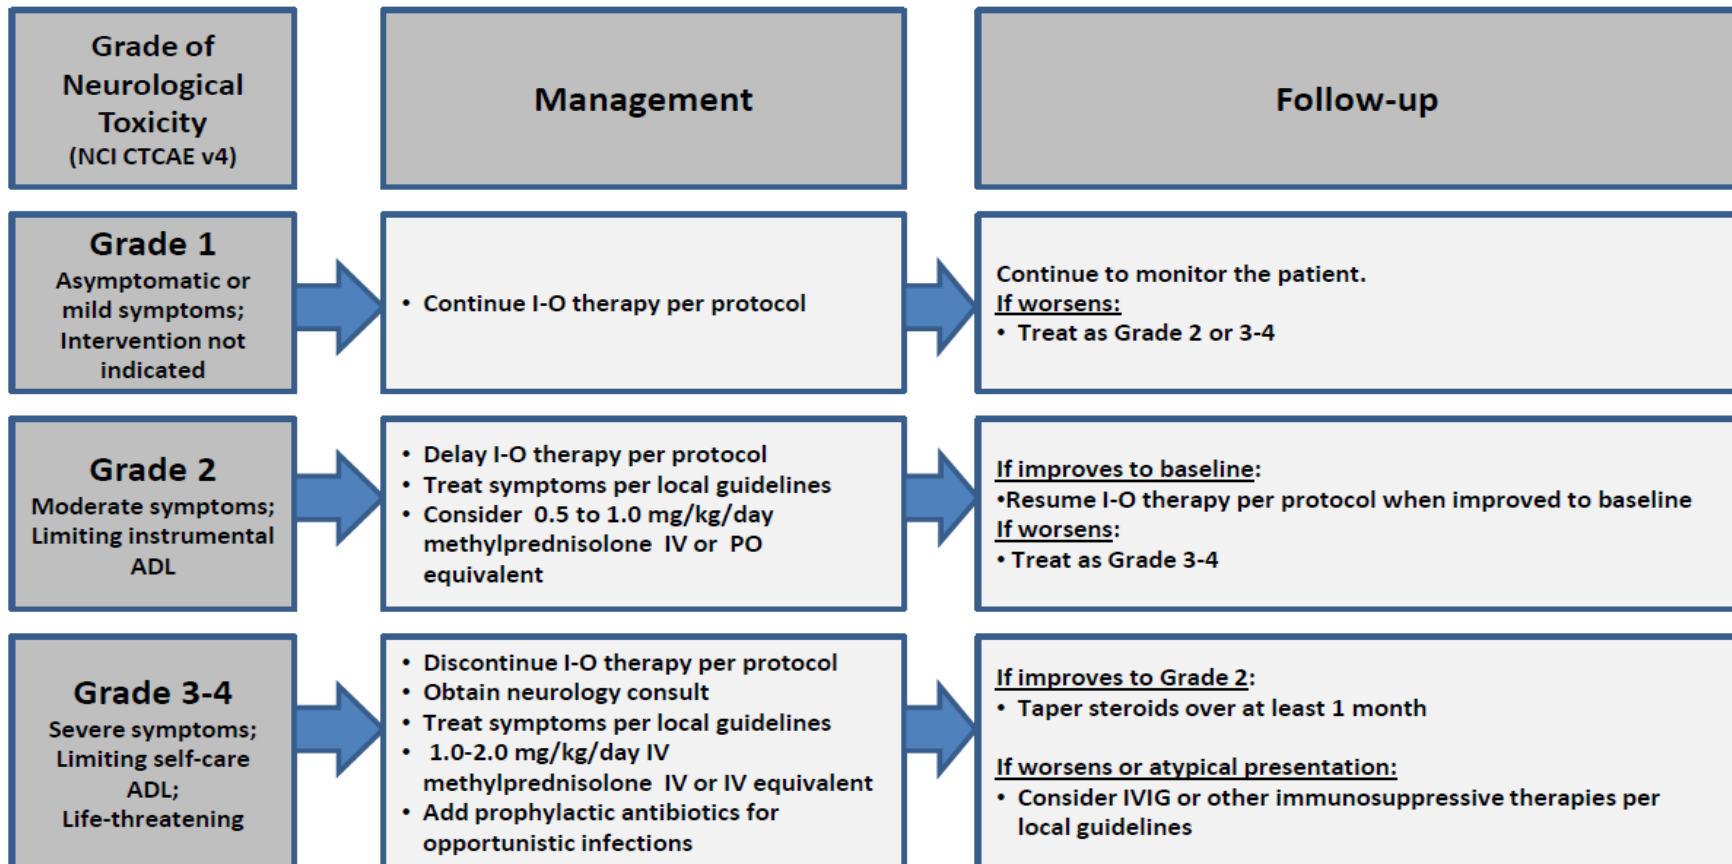 Grade of
Neurological
Toxicity
(NCI CTCAE v4)
Management
Follow-up
Grade 1
Asymptomatic or
mild symptoms;
Intervention not
indicated
• Continue I-O therapy per protocol
Continue to monitor the patient.
If worsens:
• Treat as Grade 2 or 3-4
Grade 2
Moderate symptoms;
Limiting instrumental
ADL
• Delay I-O therapy per protocol
• Treat symptoms per local guidelines
• Consider 0.5 to 1.0 mg/kg/day
methylprednisolone IV or PO
equivalent
If improves to baseline:
•Resume I-O therapy per protocol when improved to baseline
If worsens:
• Treat as Grade 3-4
Grade 3-4
Severe symptoms;
Limiting self-care
ADL;
Life-threatening
• Discontinue I-O therapy per protocol
• Obtain neurology consult
• Treat symptoms per local guidelines
• 1.0-2.0 mg/kg/day IV
methylprednisolone IV or IV equivalent
• Add prophylactic antibiotics for
opportunistic infections
If improves to Grade 2:
• Taper steroids over at least 1 month
If worsens or atypical presentation:
• Consider IVIG or other immunosuppressive therapies per
local guidelines